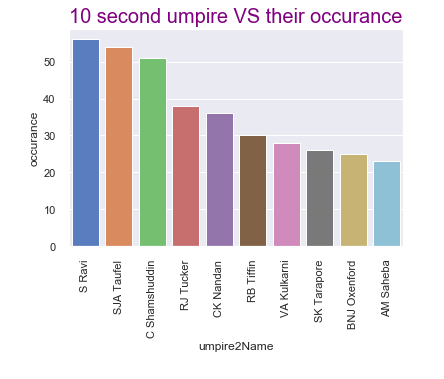 10 second umpire VS their occurance
occurance
50
40
30
20
10
0
S Ravi
SJA Taufel
C Shamshuddin
RJ Tucker
CK Nandan
RB Tiffin
VA Kulkarni
SK Tarapore
BNJ Oxenford
AM Saheba
umpire2Name